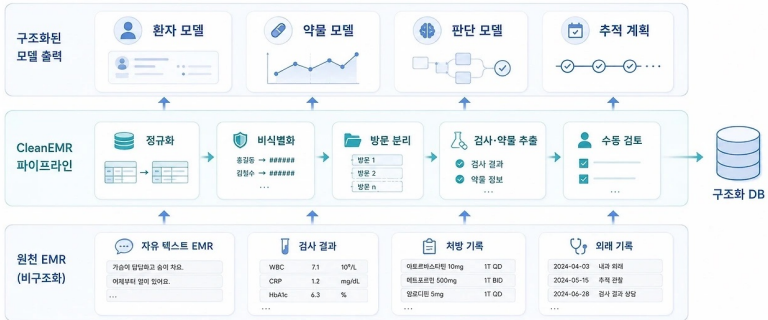 구조화된
모델 출력
환자 모델
약물 모델
판단 모델
추적 계획
CleanEMR
파이프라인
정규화
비식별화
홍길동 → ######
김철수 → ######
...
방문 분리
방문 1
방문 2
방문 n
검사·약물 추출
검사 결과
약물 정보
...
수동 검토
...
구조화 DB
원천 EMR
(비구조화)
자유 텍스트 EMR
가슴이 답답하고 숨이 차요.
어제부터 열이 있어요.
...
검사 결과
WBC 7.1 10⁹/L
CRP 1.2 mg/dL
HbA1c 6.3 %
...
처방 기록
아토르바스타틴 10mg 1T QD
메트포르민 500mg 1T BID
암로디핀 5mg 1T QD
...
외래 기록
2024-04-03 내과 외래
2024-05-15 추적 관찰
2024-06-28 검사 결과 상담
...